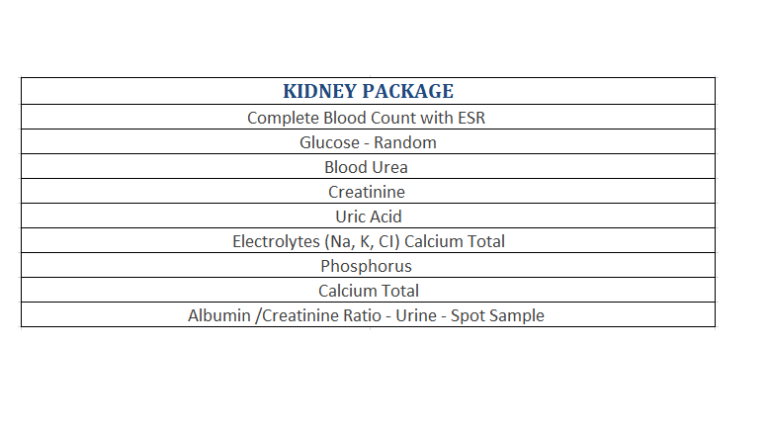 KIDNEY PACKAGE
Complete Blood Count with ESR
Glucose - Random
Blood Urea
Creatinine
Uric Acid
Electrolytes (Na, K, CI) Calcium Total
Phosphorus
Calcium Total
Albumin /Creatinine Ratio - Urine - Spot Sample